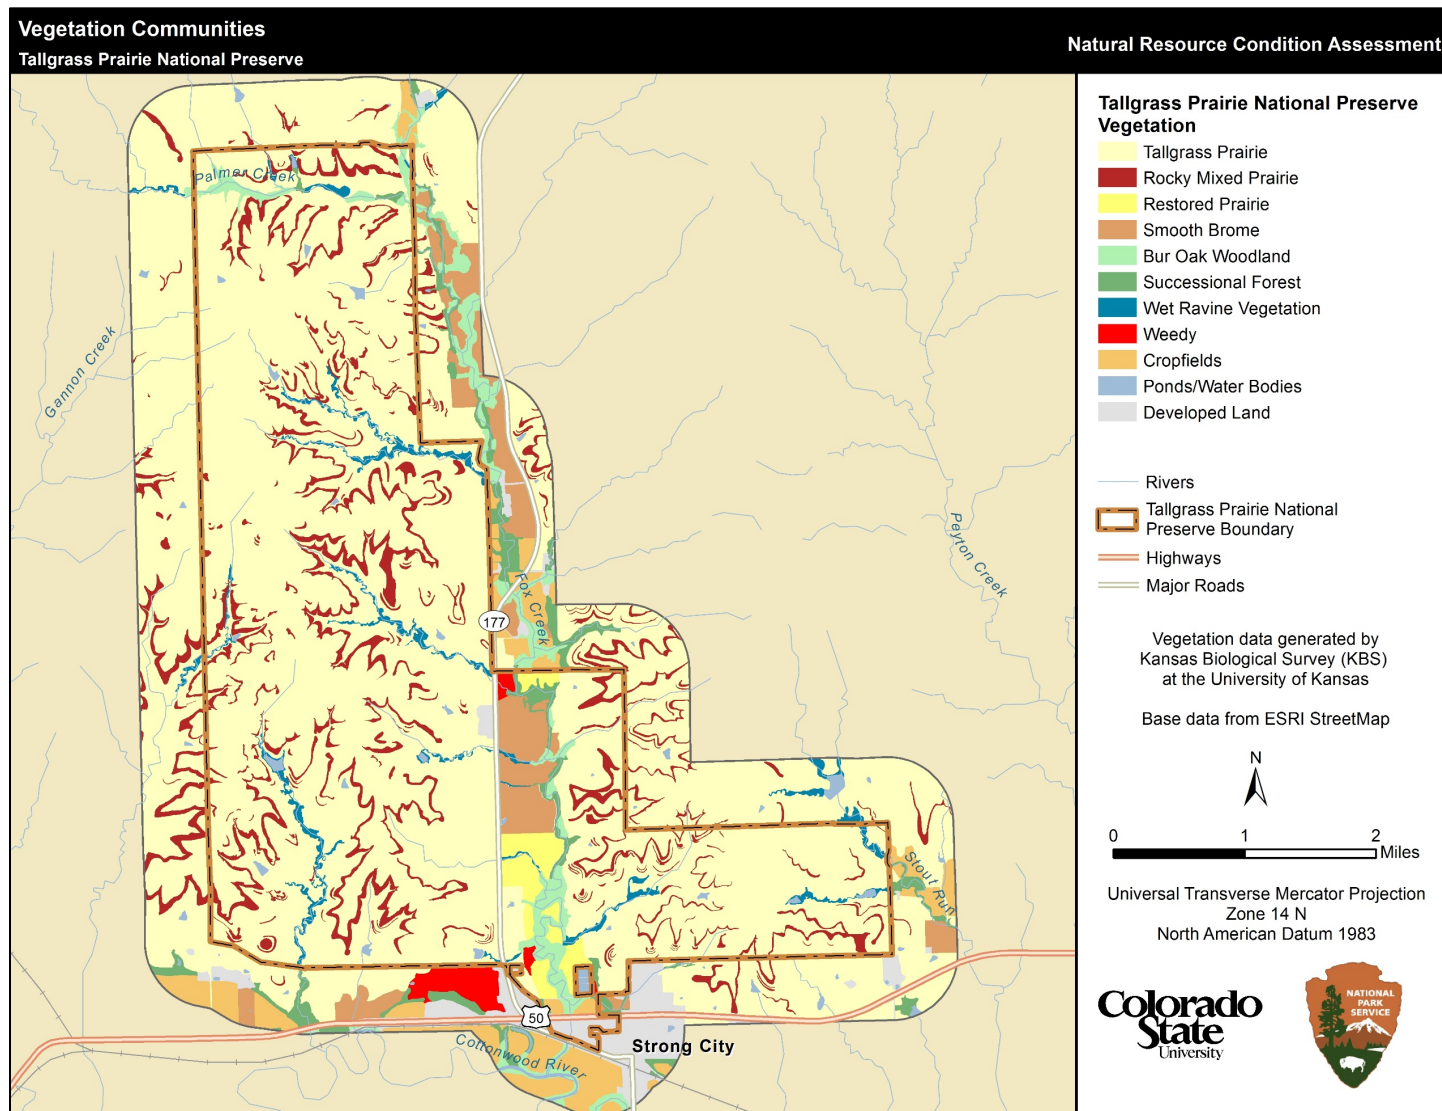 Vegetation Communities
Tallgrass Prairie National Preserve
Natural Resource Condition Assessment
Palmer Creek
Gannon Creek
Peyton Creek
Fox Creek
177
Stout Run
50
Strong City
Cottonwood River
Tallgrass Prairie National Preserve
Vegetation
Tallgrass Prairie
Rocky Mixed Prairie
Restored Prairie
Smooth Brome
Bur Oak Woodland
Successional Forest
Wet Ravine Vegetation
Weedy
Cropfields
Ponds/Water Bodies
Developed Land
Rivers
Tallgrass Prairie National
Preserve Boundary
Highways
Major Roads
Vegetation data generated by
Kansas Biological Survey (KBS)
at the University of Kansas
Base data from ESRI StreetMap
N
0 1 2
Miles
Universal Transverse Mercator Projection
Zone 14 N
North American Datum 1983
Colorado
State
University
NATIONAL
PARK
SERVICE